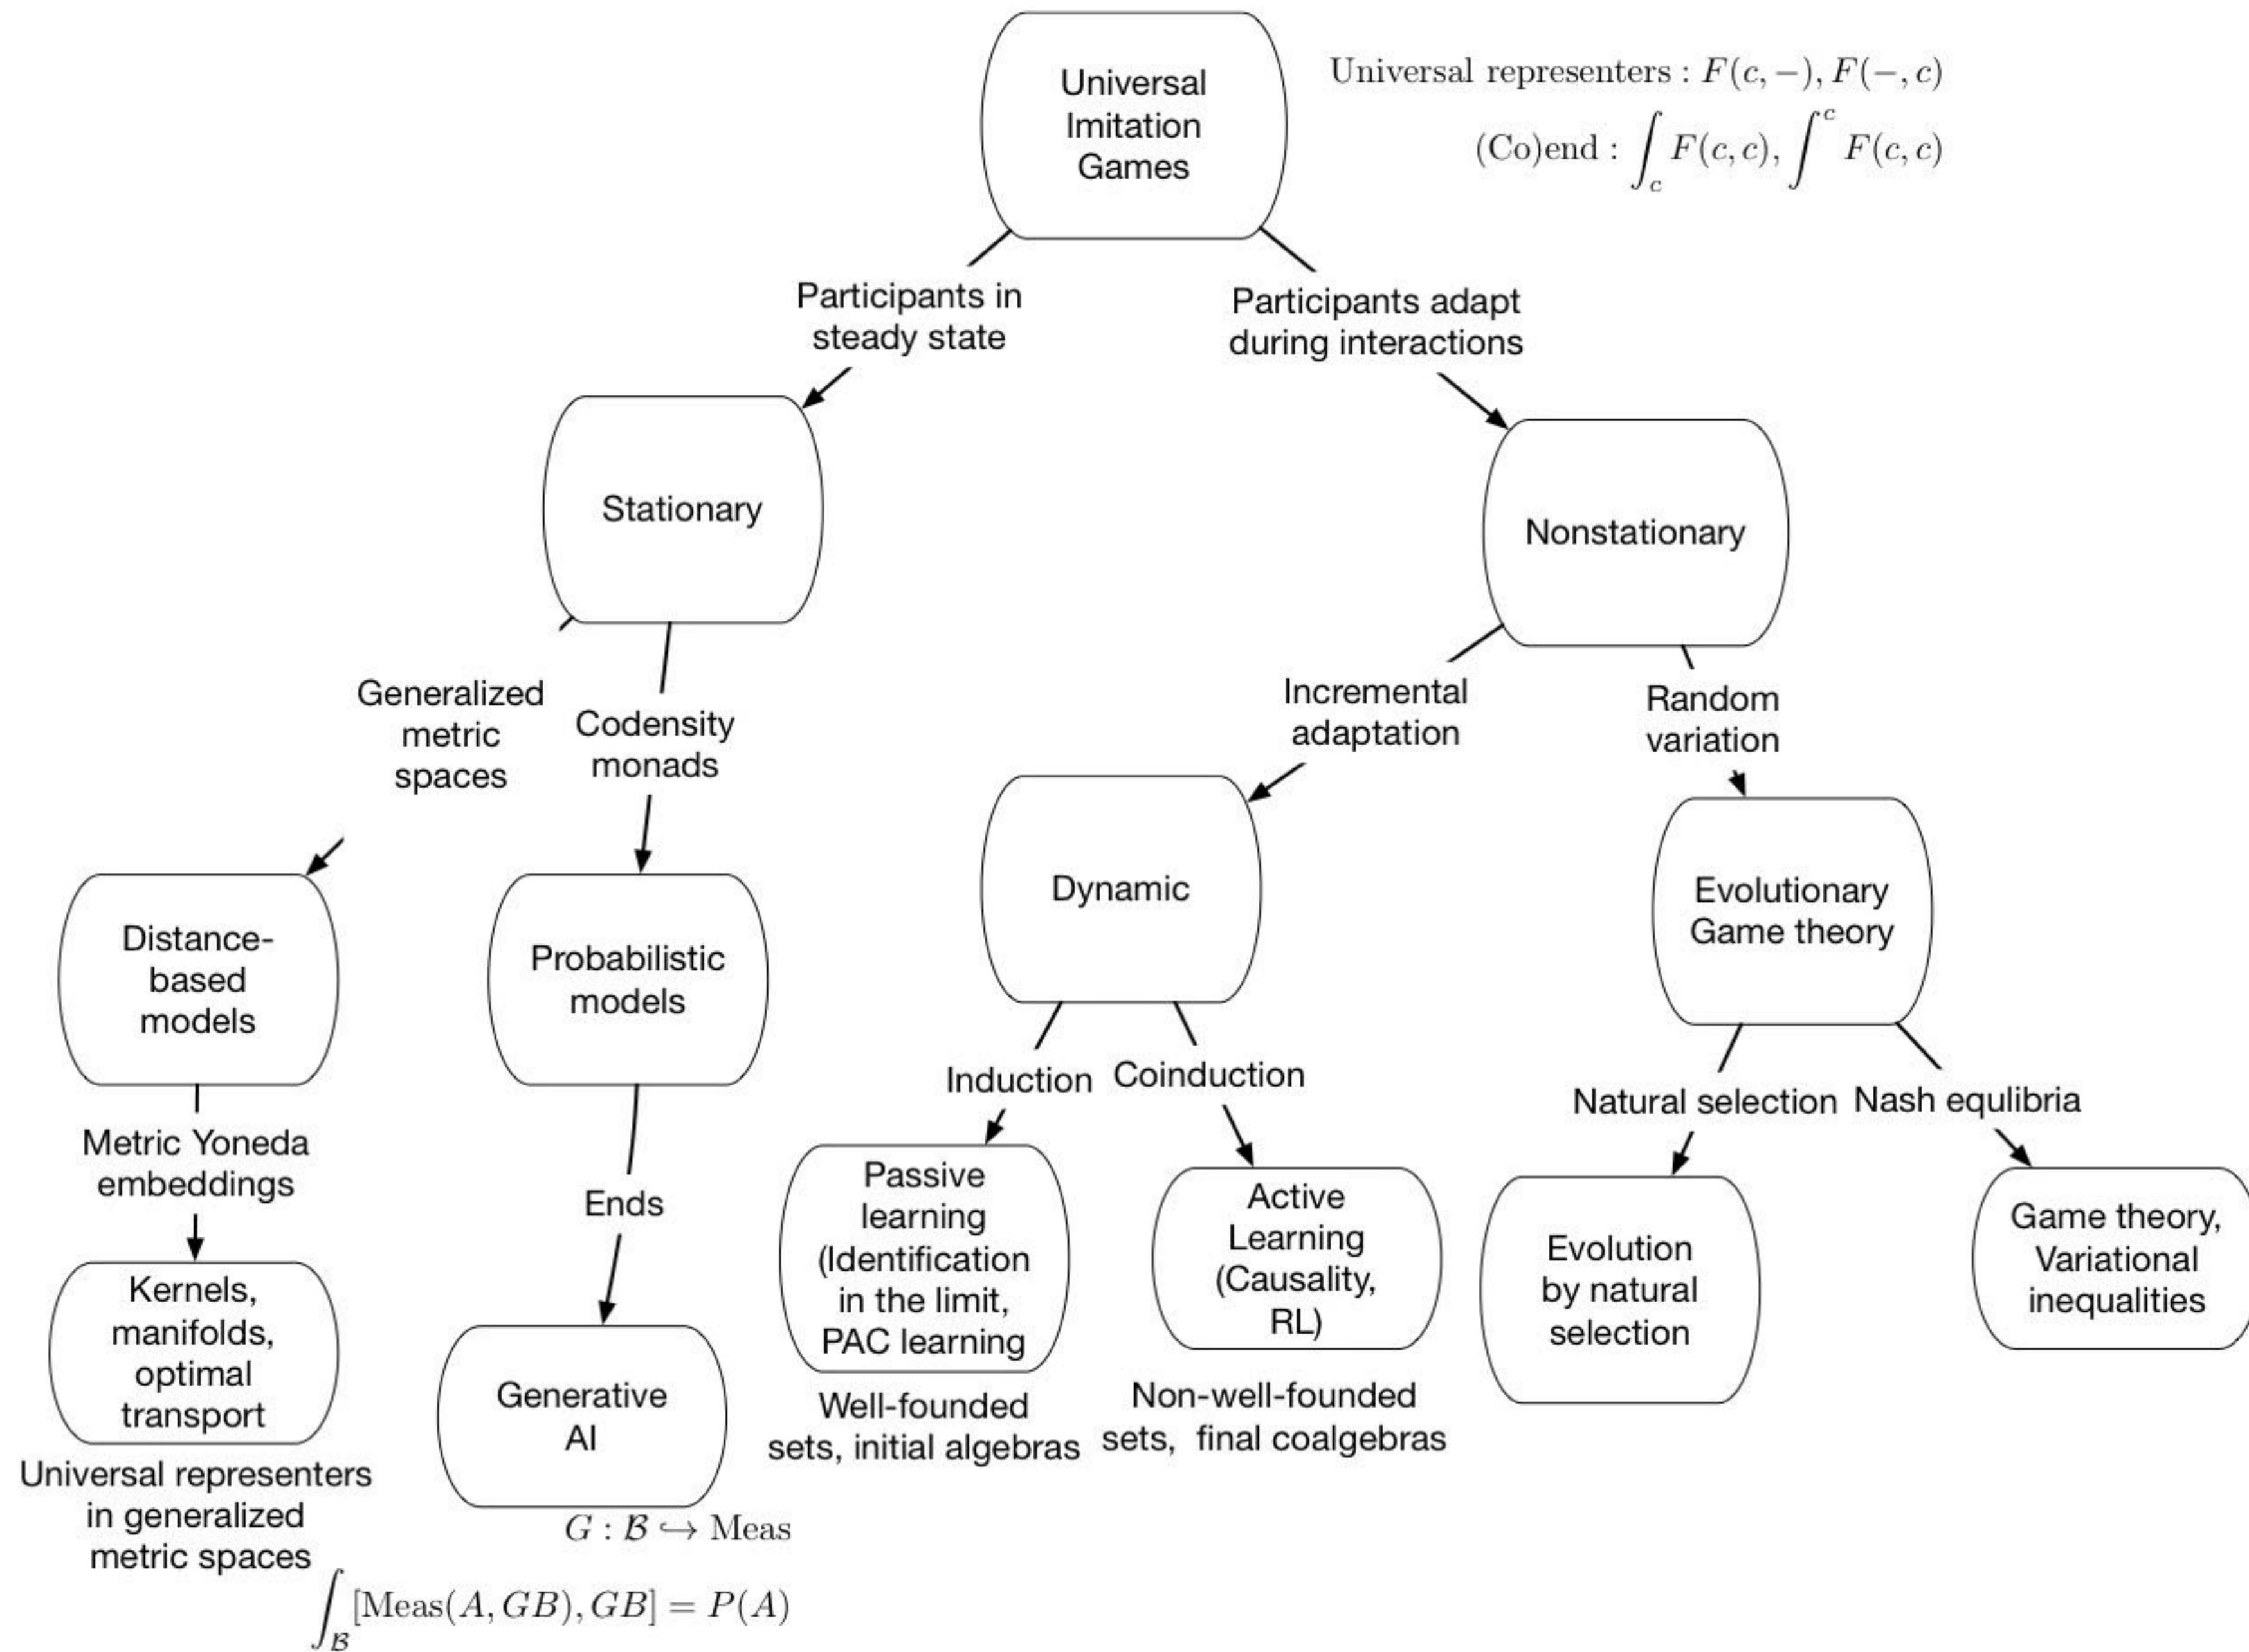 Universal
Imitation
Games
Universal representers : F(c, −), F(−, c)
(Co)end : ∫_c F(c, c), ∫^c F(c, c)
Participants in
steady state
Participants adapt
during interactions
Stationary
Nonstationary
Generalized
metric
spaces
Codensity
monads
Incremental
adaptation
Random
variation
Distance-
based
models
Probabilistic
models
Dynamic
Evolutionary
Game theory
Metric Yoneda
embeddings
Ends
Induction
Coinduction
Natural selection
Nash equlibria
Kernels,
manifolds,
optimal
transport
Generative
AI
Passive
learning
(Identification
in the limit,
PAC learning
Active
Learning
(Causality,
RL)
Evolution
by natural
selection
Game theory,
Variational
inequalities
Universal representers
in generalized
metric spaces
Well-founded
sets, initial algebras
Non-well-founded
sets, final coalgebras
G : ℬ ↪ Meas
∫_ℬ [Meas(A, GB), GB] = P(A)